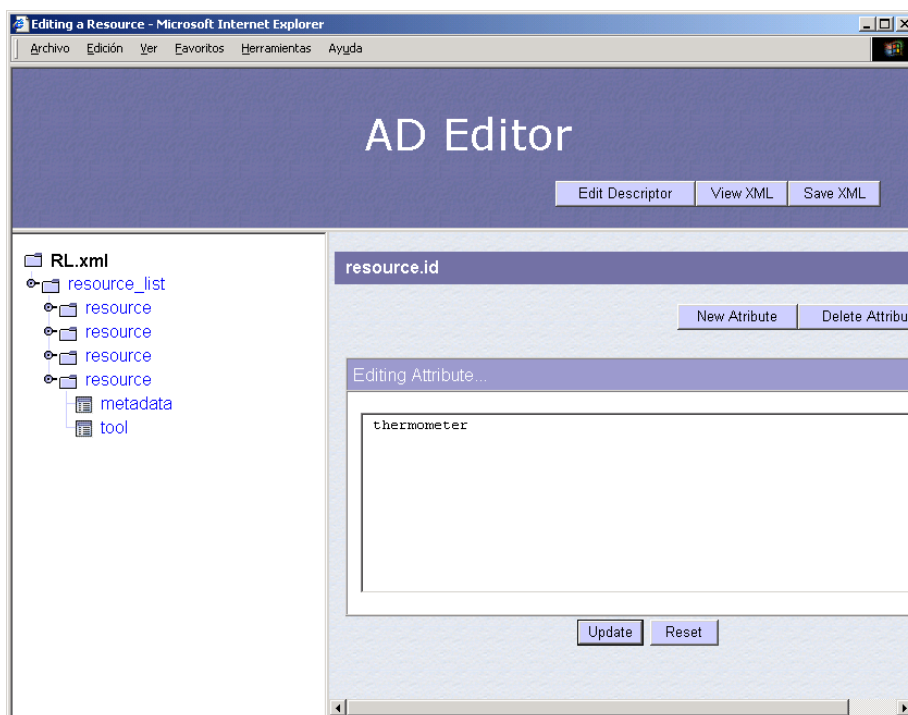 Editing a Resource - Microsoft Internet Explorer
Archivo Edición Ver Favoritos Herramientas Ayuda
AD Editor
Edit Descriptor View XML Save XML
RL.xml
resource_list
resource
resource
resource
resource
metadata
tool
resource.id
New Atribute Delete Attribu
Editing Attribute...
thermometer
Update Reset